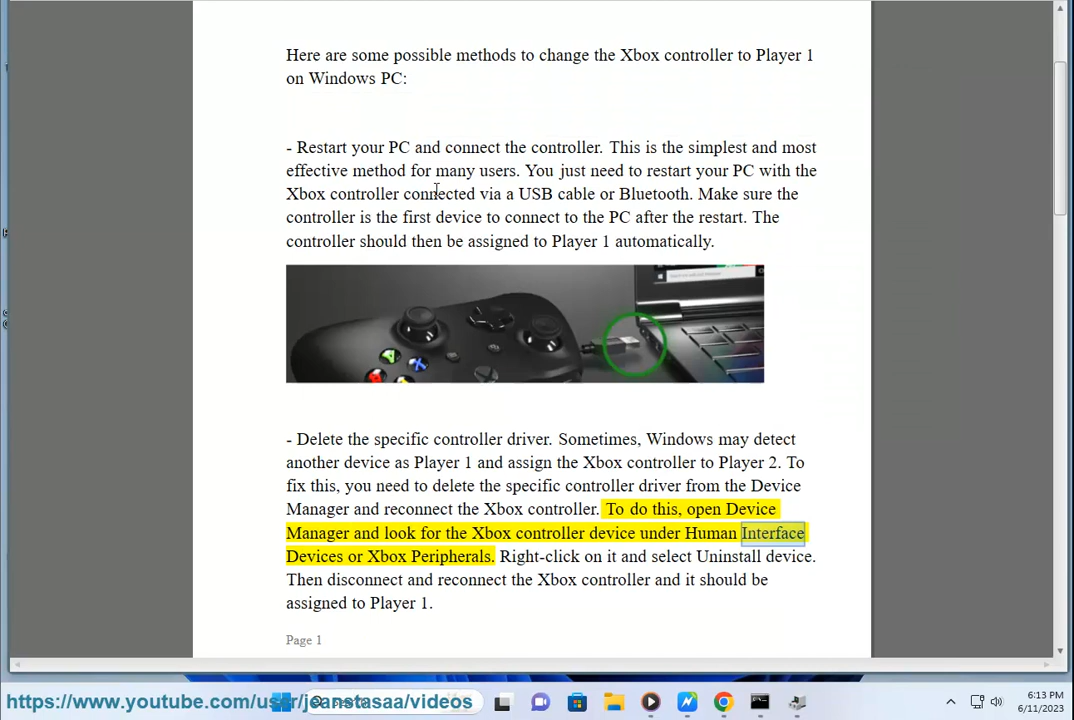 Here are some possible methods to change the Xbox controller to Player 1
on Windows PC:
- Restart your PC and connect the controller. This is the simplest and most
effective method for many users. You just need to restart your PC with the
Xbox controller connected via a USB cable or Bluetooth. Make sure the
controller is the first device to connect to the PC after the restart. The
controller should then be assigned to Player 1 automatically.
- Delete the specific controller driver. Sometimes, Windows may detect
another device as Player 1 and assign the Xbox controller to Player 2. To
fix this, you need to delete the specific controller driver from the Device
Manager and reconnect the Xbox controller. To do this, open Device
Manager and look for the Xbox controller device under Human Interface
Devices or Xbox Peripherals. Right-click on it and select Uninstall device.
Then disconnect and reconnect the Xbox controller and it should be
assigned to Player 1.
Page 1
https://www.youtube.com/user/jeanetasaa/videos
6:13 PM
6/11/2023